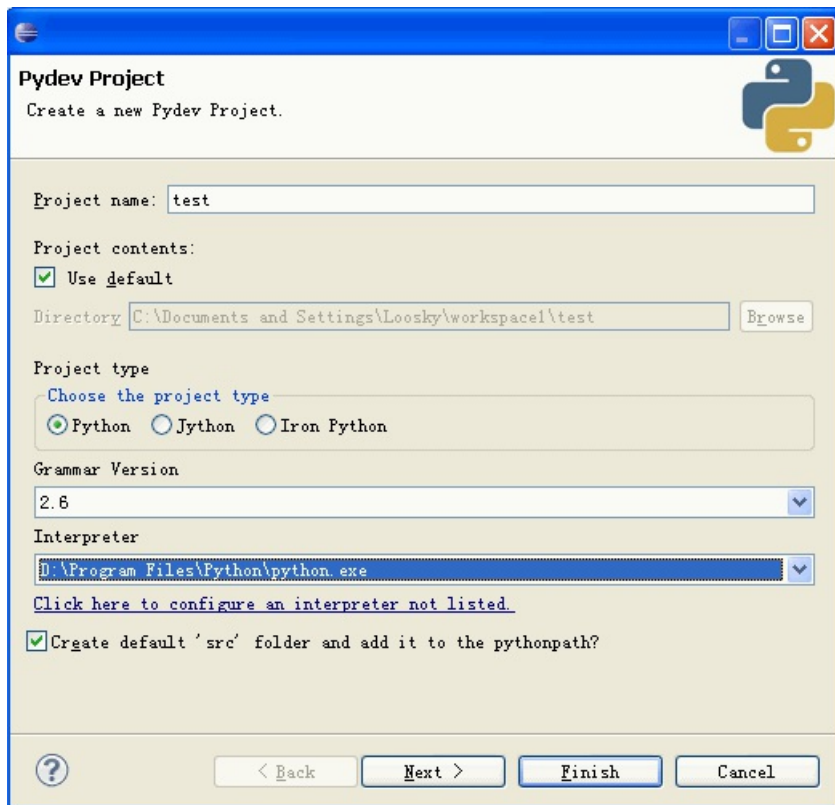 Pydev Project
Create a new Pydev Project.
Project name: test
Project contents:
Use default
Directory C:\Documents and Settings\Loosky\workspace1\test Browse
Project type
Choose the project type
Python Jython Iron Python
Grammar Version
2.6
Interpreter
D:\Program Files\Python\python.exe
Click here to configure an interpreter not listed.
Create default 'src' folder and add it to the pythonpath?
? < Back Next > Finish Cancel